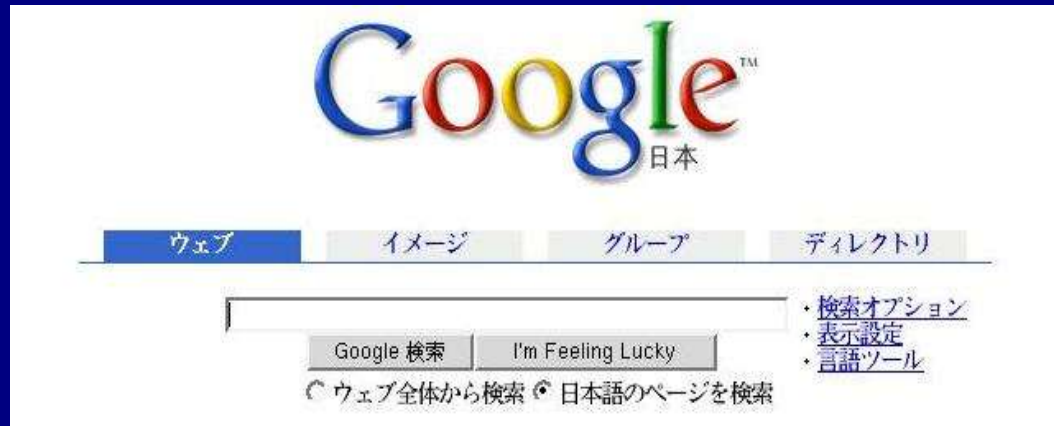 Google™
日本
ウェブ イメージ グループ ディレクトリ
・検索オプション
・表示設定
・言語ツール
Google 検索 I'm Feeling Lucky
ウェブ全体から検索 日本語のページを検索